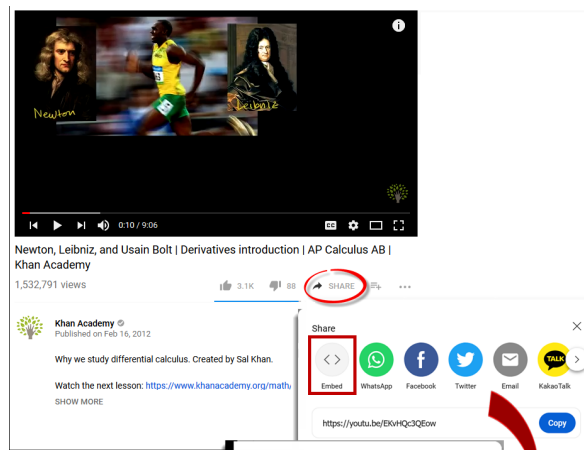 Newton
Leibniz
0:10 / 9:06
CC
Newton, Leibniz, and Usain Bolt | Derivatives introduction | AP Calculus AB |
Khan Academy
1,532,791 views
3.1K
88
SHARE
Khan Academy
Published on Feb 16, 2012
Why we study differential calculus. Created by Sal Khan.
Watch the next lesson: https://www.khanacademy.org/math/
SHOW MORE
Share
TALK
Embed
WhatsApp
Facebook
Twitter
Email
KakaoTalk
https://youtu.be/EKvHQc3QEow
Copy